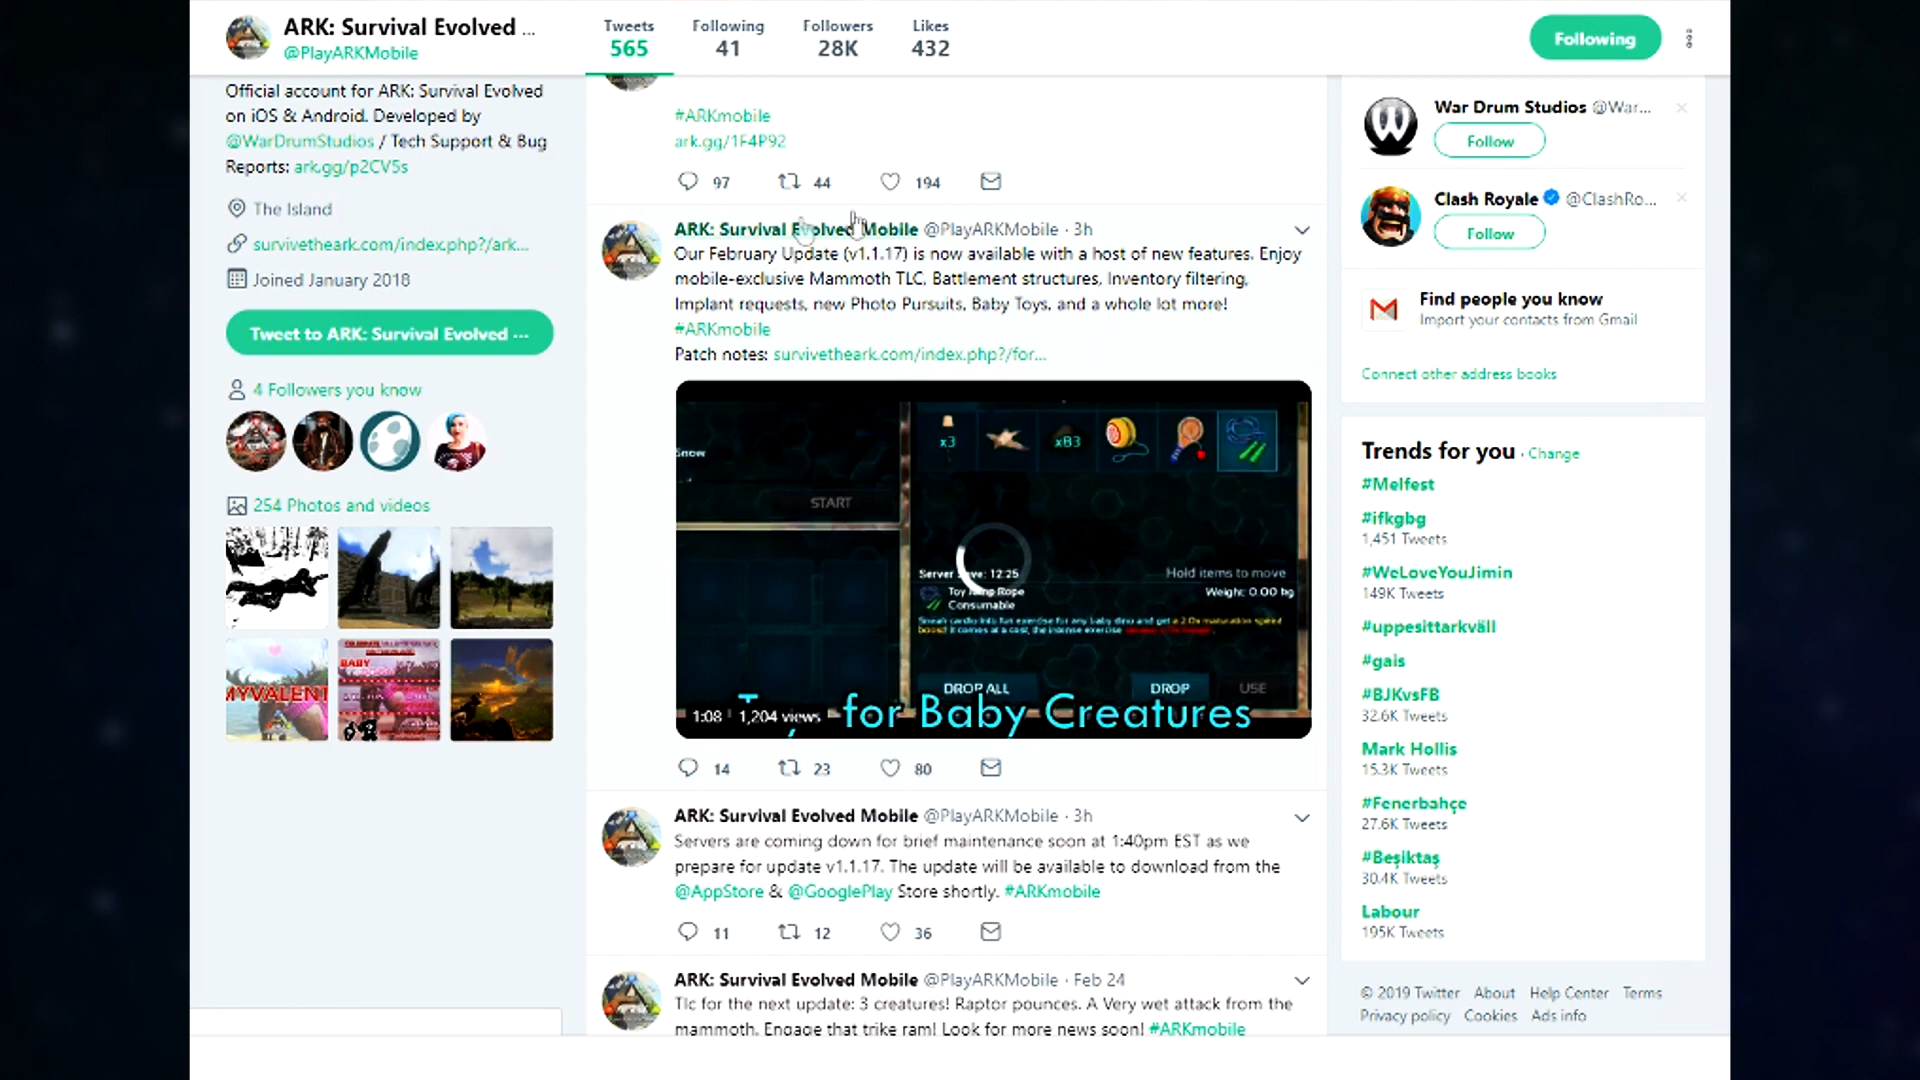 ARK: Survival Evolved ...
@PlayARKMobile
Tweets
565
Following
41
Followers
28K
Likes
432
Following
Official account for ARK: Survival Evolved
on iOS & Android. Developed by
@WarDrumStudios / Tech Support & Bug
Reports: ark.gg/p2CV5s
The Island
survivetheark.com/index.php?/ark...
Joined January 2018
Tweet to ARK: Survival Evolved ...
4 Followers you know
254 Photos and videos
MYVALENT
BABY
#ARKmobile
ark.gg/1F4P92
97 44 194
ARK: Survival Evolved Mobile @PlayARKMobile · 3h
Our February Update (v1.1.17) is now available with a host of new features. Enjoy
mobile-exclusive Mammoth TLC, Battlement structures, Inventory filtering,
Implant requests, new Photo Pursuits, Baby Toys, and a whole lot more!
#ARKmobile
Patch notes: survivetheark.com/index.php?/for...
x3 x83
Snow
START
Server 12:25
Hold items to move
Toy Rope
Weight: 0.00 bg
Consumable
DROP ALL
DROP
USE
for Baby Creatures
1:08 1,204 views
14 23 80
ARK: Survival Evolved Mobile @PlayARKMobile · 3h
Servers are coming down for brief maintenance soon at 1:40pm EST as we
prepare for update v1.1.17. The update will be available to download from the
@AppStore & @GooglePlay Store shortly. #ARKmobile
11 12 36
ARK: Survival Evolved Mobile @PlayARKMobile · Feb 24
Tlc for the next update: 3 creatures! Raptor pounces. A Very wet attack from the
mammoth. Engage that trike ram! Look for more news soon! #ARKmobile
War Drum Studios @War...
Follow
Clash Royale @ClashRo...
Follow
Find people you know
Import your contacts from Gmail
Connect other address books
Trends for you · Change
#Melfest
#ifkgbg
1,451 Tweets
#WeLoveYouJimin
149K Tweets
#uppesittarkväll
#gais
#BJKvsFB
32.6K Tweets
Mark Hollis
15.3K Tweets
#Fenerbahçe
27.6K Tweets
#Beşiktaş
30.4K Tweets
Labour
195K Tweets
© 2019 Twitter About Help Center Terms
Privacy policy Cookies Ads info